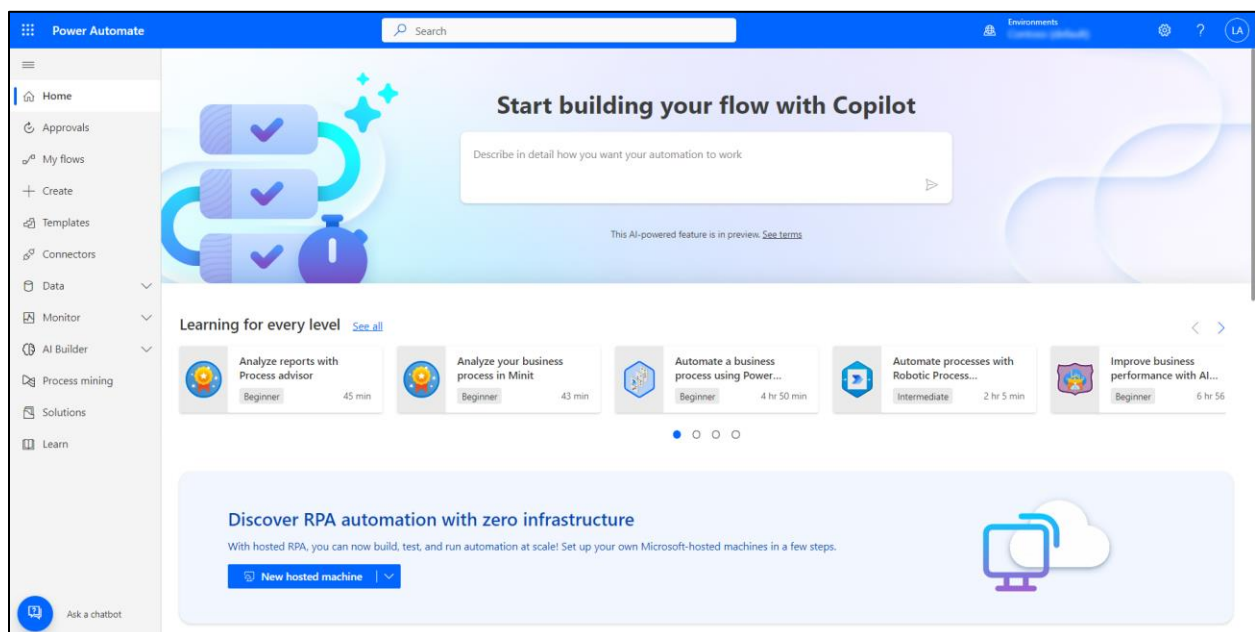 Power Automate
Search
Environments
LA
Home
Approvals
My flows
Create
Templates
Connectors
Data
Monitor
AI Builder
Process mining
Solutions
Learn
Ask a chatbot
Start building your flow with Copilot
Describe in detail how you want your automation to work
This AI-powered feature is in preview. See terms
Learning for every level See all
Analyze reports with
Process advisor
Beginner 45 min
Analyze your business
process in Minit
Beginner 43 min
Automate a business
process using Power...
Beginner 4 hr 50 min
Automate processes with
Robotic Process...
Intermediate 2 hr 5 min
Improve business
performance with AI...
Beginner 6 hr 56
Discover RPA automation with zero infrastructure
With hosted RPA, you can now build, test, and run automation at scale! Set up your own Microsoft-hosted machines in a few steps.
New hosted machine